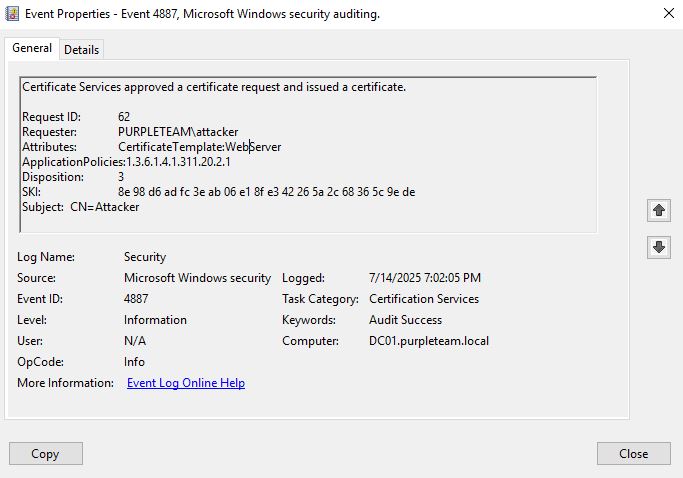 Event Properties - Event 4887, Microsoft Windows security auditing.
General Details
Certificate Services approved a certificate request and issued a certificate.
Request ID: 62
Requester: PURPLETEAM\attacker
Attributes: CertificateTemplate:WebServer
ApplicationPolicies:1.3.6.1.4.1.311.20.2.1
Disposition: 3
SKI: 8e 98 d6 ad fc 3e ab 06 e1 8f e3 42 26 5a 2c 68 36 5c 9e de
Subject: CN=Attacker
Log Name: Security
Source: Microsoft Windows security Logged: 7/14/2025 7:02:05 PM
Event ID: 4887 Task Category: Certification Services
Level: Information Keywords: Audit Success
User: N/A Computer: DC01.purpleteam.local
OpCode: Info
More Information: Event Log Online Help
Copy Close